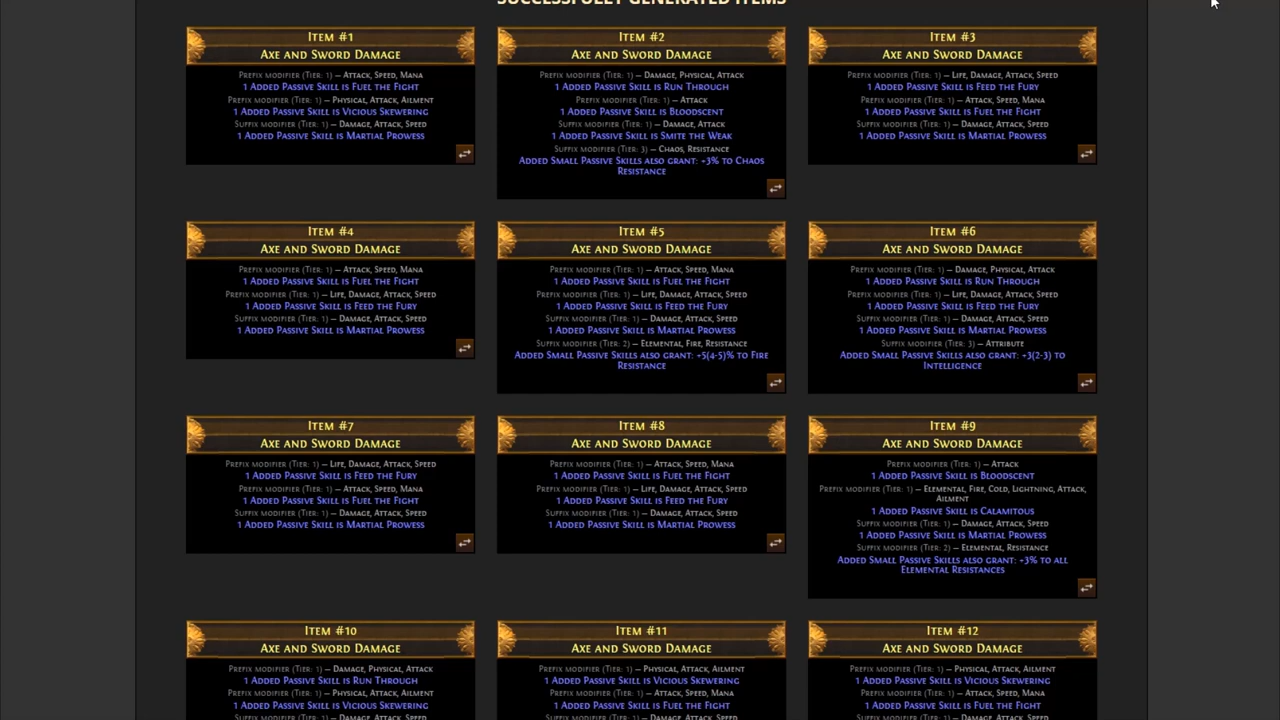 SUCCESSFULLY GENERATED ITEMS
Item #1
Axe and Sword Damage
Prefix modifier (Tier: 1) — Attack, Speed, Mana
1 Added Passive Skill is Fuel the Fight
Prefix modifier (Tier: 1) — Physical, Attack, Ailment
1 Added Passive Skill is Vicious Skewering
Suffix modifier (Tier: 1) — Damage, Attack, Speed
1 Added Passive Skill is Martial Prowess
Item #2
Axe and Sword Damage
Prefix modifier (Tier: 1) — Damage, Physical, Attack
1 Added Passive Skill is Run Through
Prefix modifier (Tier: 1) — Attack
1 Added Passive Skill is Bloodscent
Suffix modifier (Tier: 1) — Damage, Attack
1 Added Passive Skill is Smite the Weak
Suffix modifier (Tier: 3) — Chaos, Resistance
Added Small Passive Skills also grant: +3% to Chaos
Resistance
Item #3
Axe and Sword Damage
Prefix modifier (Tier: 1) — Life, Damage, Attack, Speed
1 Added Passive Skill is Feed the Fury
Prefix modifier (Tier: 1) — Attack, Speed, Mana
1 Added Passive Skill is Fuel the Fight
Suffix modifier (Tier: 1) — Damage, Attack, Speed
1 Added Passive Skill is Martial Prowess
Item #4
Axe and Sword Damage
Prefix modifier (Tier: 1) — Attack, Speed, Mana
1 Added Passive Skill is Fuel the Fight
Prefix modifier (Tier: 1) — Life, Damage, Attack, Speed
1 Added Passive Skill is Feed the Fury
Suffix modifier (Tier: 1) — Damage, Attack, Speed
1 Added Passive Skill is Martial Prowess
Item #5
Axe and Sword Damage
Prefix modifier (Tier: 1) — Attack, Speed, Mana
1 Added Passive Skill is Fuel the Fight
Prefix modifier (Tier: 1) — Life, Damage, Attack, Speed
1 Added Passive Skill is Feed the Fury
Suffix modifier (Tier: 1) — Damage, Attack, Speed
1 Added Passive Skill is Martial Prowess
Suffix modifier (Tier: 2) — Elemental, Fire, Resistance
Added Small Passive Skills also grant: +5(4-5)% to Fire
Resistance
Item #6
Axe and Sword Damage
Prefix modifier (Tier: 1) — Damage, Physical, Attack
1 Added Passive Skill is Run Through
Prefix modifier (Tier: 1) — Life, Damage, Attack, Speed
1 Added Passive Skill is Feed the Fury
Suffix modifier (Tier: 1) — Damage, Attack, Speed
1 Added Passive Skill is Martial Prowess
Suffix modifier (Tier: 3) — Attribute
Added Small Passive Skills also grant: +3(2-3) to
Intelligence
Item #7
Axe and Sword Damage
Prefix modifier (Tier: 1) — Life, Damage, Attack, Speed
1 Added Passive Skill is Feed the Fury
Prefix modifier (Tier: 1) — Attack, Speed, Mana
1 Added Passive Skill is Fuel the Fight
Suffix modifier (Tier: 1) — Damage, Attack, Speed
1 Added Passive Skill is Martial Prowess
Item #8
Axe and Sword Damage
Prefix modifier (Tier: 1) — Attack, Speed, Mana
1 Added Passive Skill is Fuel the Fight
Prefix modifier (Tier: 1) — Life, Damage, Attack, Speed
1 Added Passive Skill is Feed the Fury
Suffix modifier (Tier: 1) — Damage, Attack, Speed
1 Added Passive Skill is Martial Prowess
Item #9
Axe and Sword Damage
Prefix modifier (Tier: 1) — Attack
1 Added Passive Skill is Bloodscent
Prefix modifier (Tier: 1) — Elemental, Fire, Cold, Lightning, Attack,
Ailment
1 Added Passive Skill is Calamitous
Suffix modifier (Tier: 1) — Damage, Attack, Speed
1 Added Passive Skill is Martial Prowess
Suffix modifier (Tier: 2) — Elemental, Resistance
Added Small Passive Skills also grant: +3% to all
Elemental Resistances
Item #10
Axe and Sword Damage
Prefix modifier (Tier: 1) — Damage, Physical, Attack
1 Added Passive Skill is Run Through
Prefix modifier (Tier: 1) — Physical, Attack, Ailment
1 Added Passive Skill is Vicious Skewering
Suffix modifier (Tier: 1) — Damage, Attack, Speed
Item #11
Axe and Sword Damage
Prefix modifier (Tier: 1) — Physical, Attack, Ailment
1 Added Passive Skill is Vicious Skewering
Prefix modifier (Tier: 1) — Attack, Speed, Mana
1 Added Passive Skill is Fuel the Fight
Suffix modifier (Tier: 1) — Damage, Attack, Speed
Item #12
Axe and Sword Damage
Prefix modifier (Tier: 1) — Physical, Attack, Ailment
1 Added Passive Skill is Vicious Skewering
Prefix modifier (Tier: 1) — Attack, Speed, Mana
1 Added Passive Skill is Fuel the Fight
Suffix modifier (Tier: 1) — Damage, Attack, Speed